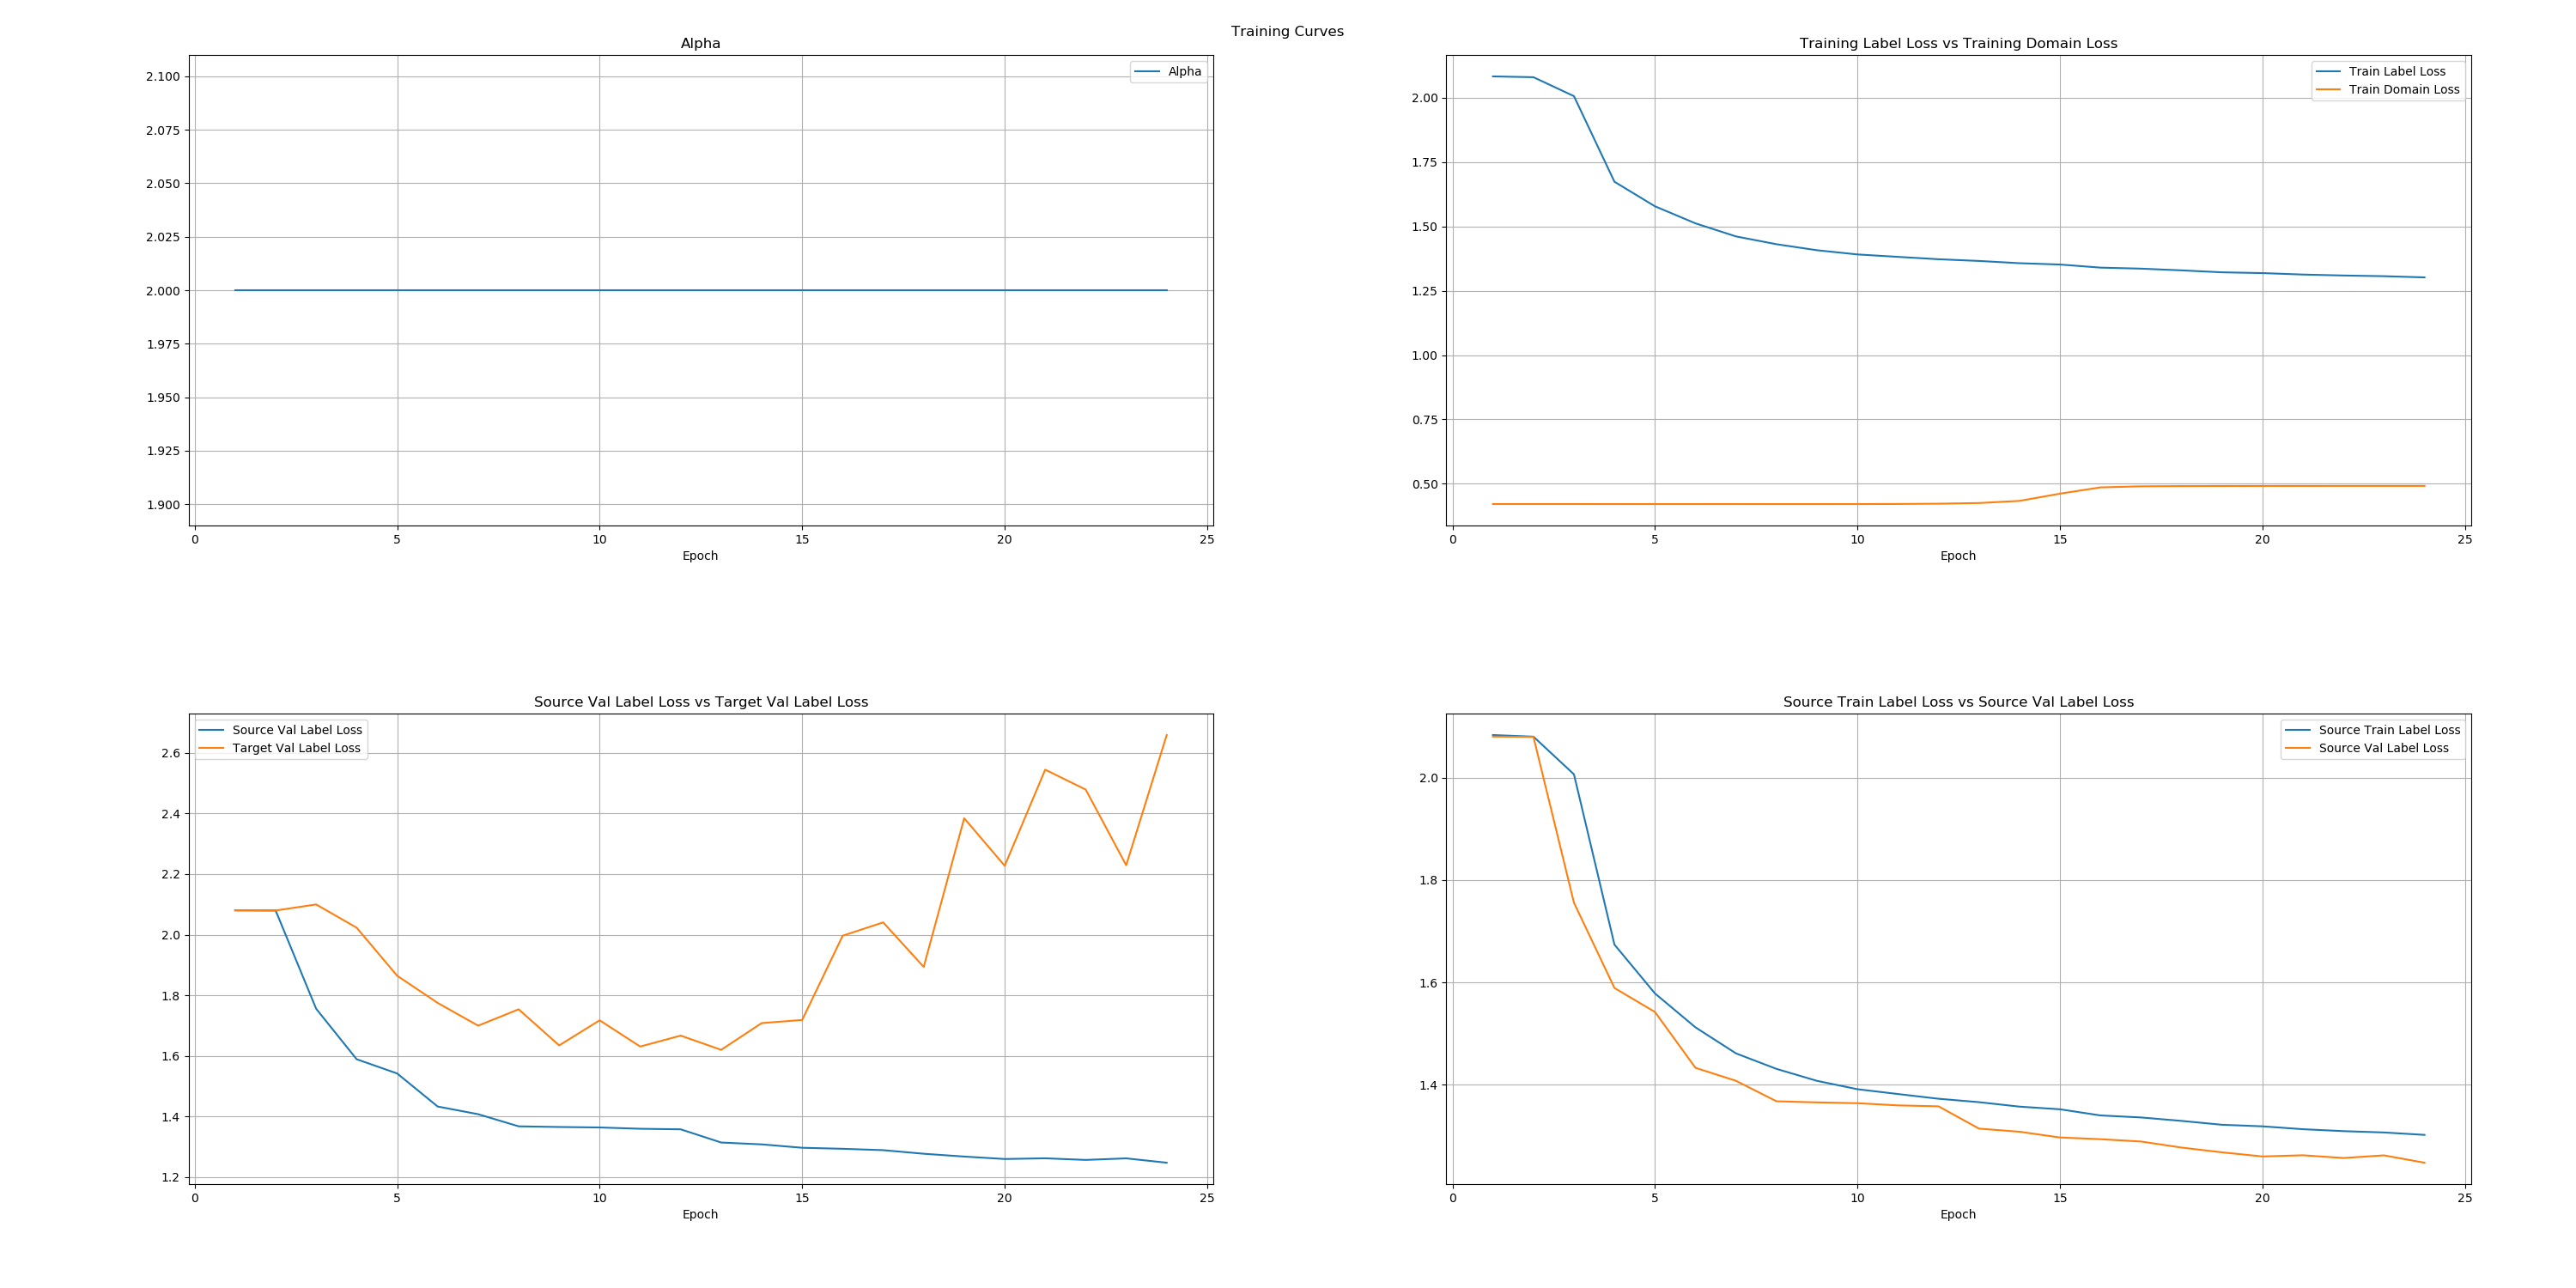 Training Curves
Alpha
Alpha
2.100
2.075
2.050
2.025
2.000
1.975
1.950
1.925
1.900
0 5 10 15 20 25
Epoch
Training Label Loss vs Training Domain Loss
Train Label Loss
Train Domain Loss
2.00
1.75
1.50
1.25
1.00
0.75
0.50
0 5 10 15 20 25
Epoch
Source Val Label Loss vs Target Val Label Loss
Source Val Label Loss
Target Val Label Loss
2.6
2.4
2.2
2.0
1.8
1.6
1.4
1.2
0 5 10 15 20 25
Epoch
Source Train Label Loss vs Source Val Label Loss
Source Train Label Loss
Source Val Label Loss
2.0
1.8
1.6
1.4
0 5 10 15 20 25
Epoch